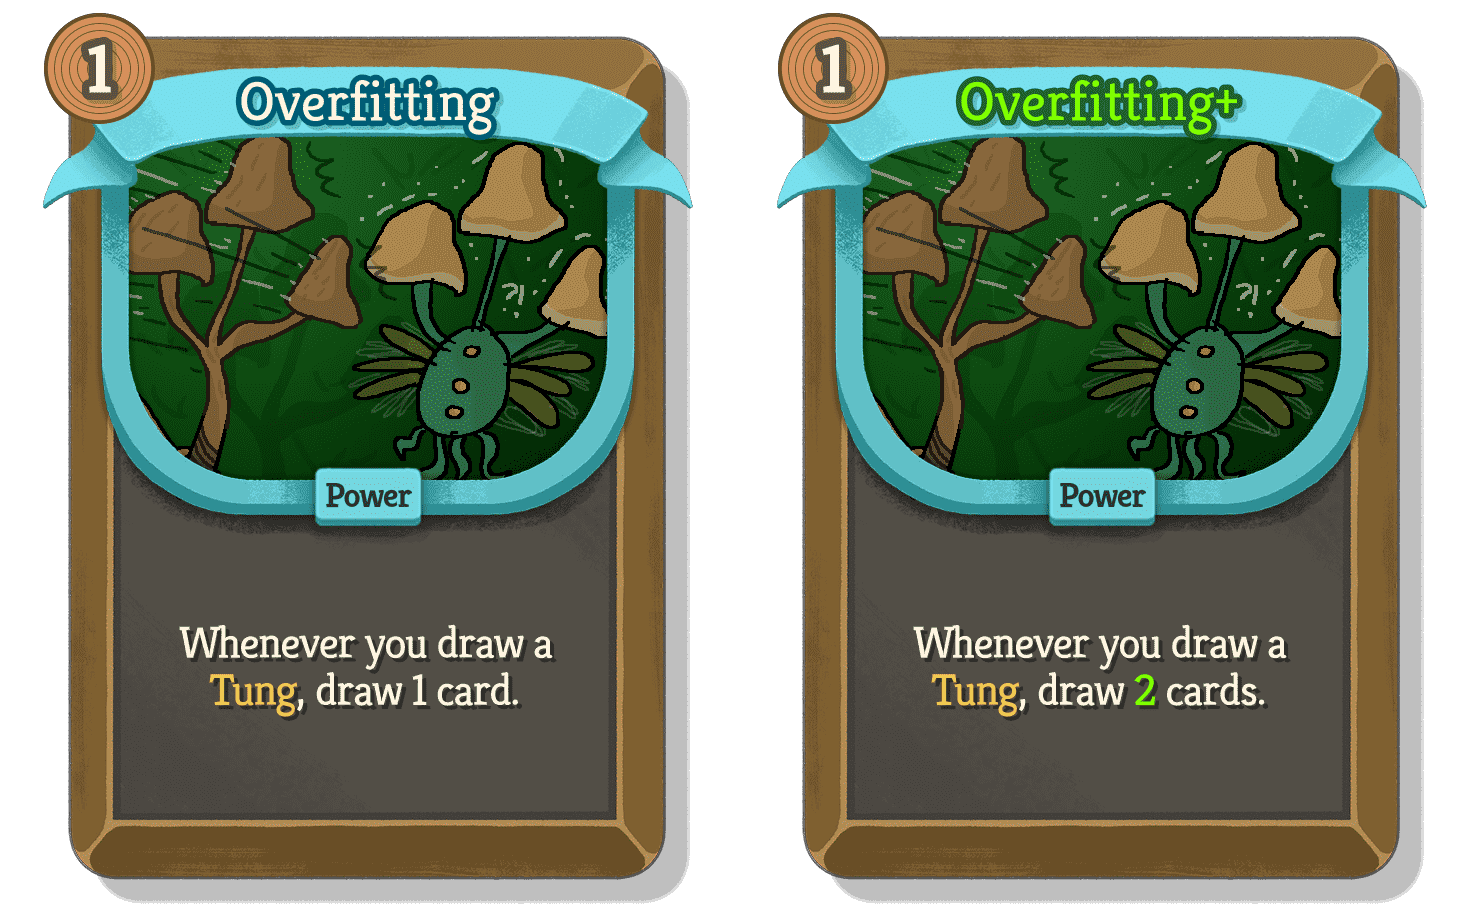 1
Overfitting
Power
Whenever you draw a
Tung, draw 1 card.
1
Overfitting+
Power
Whenever you draw a
Tung, draw 2 cards.